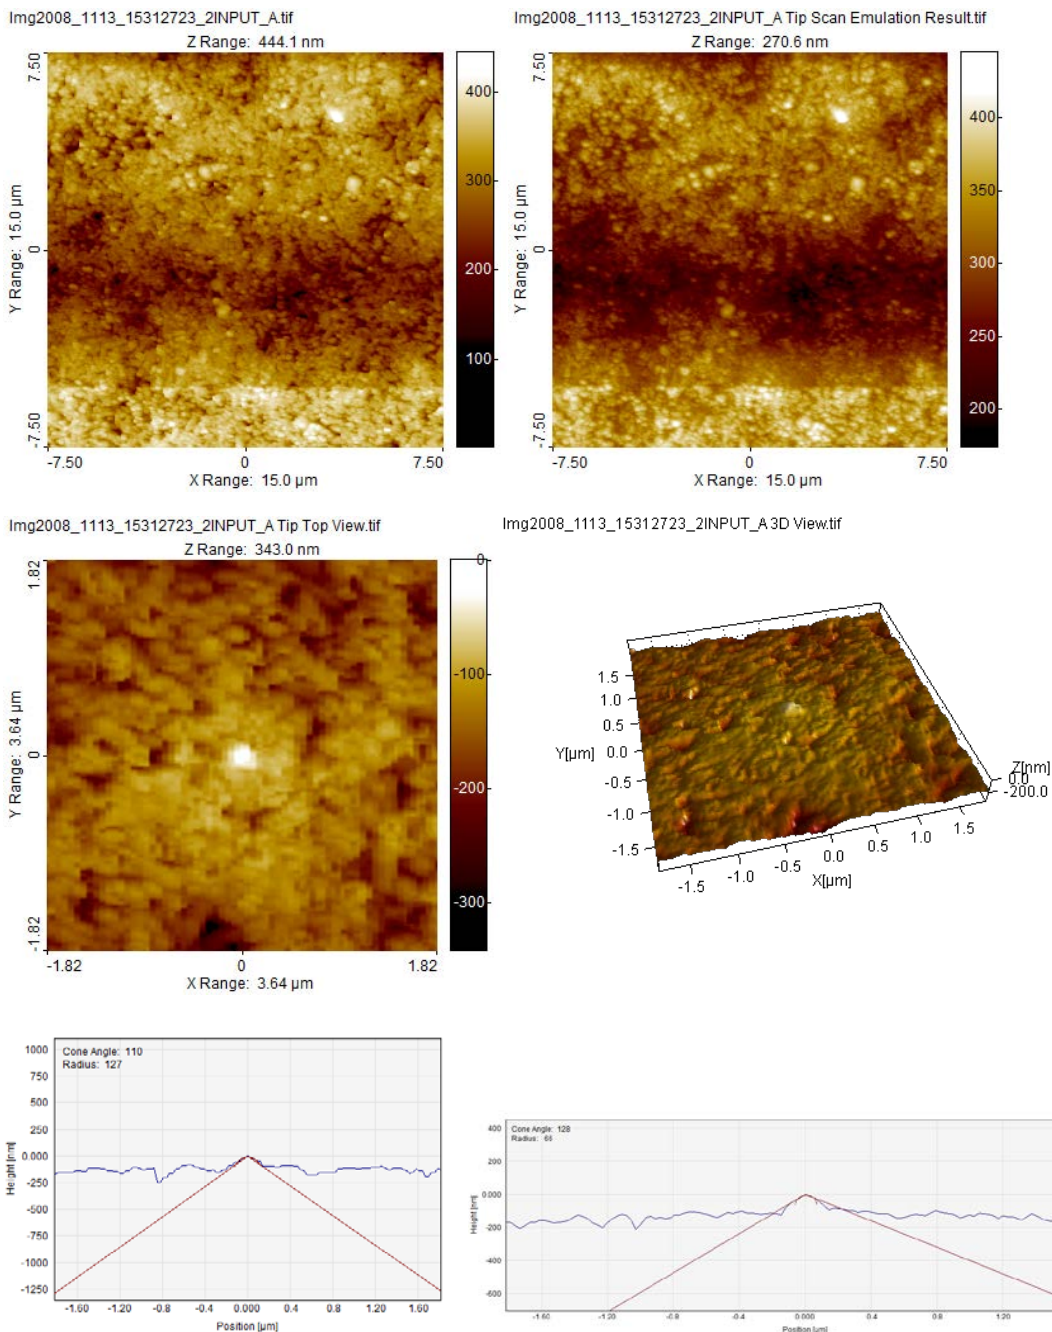 Img2008_1113_15312723_2INPUT_A.tif
Z Range: 444.1 nm
7.50
0
-7.50
Y Range: 15.0 µm
-7.50 0 7.50
X Range: 15.0 µm
400
300
200
100
Img2008_1113_15312723_2INPUT_A Tip Scan Emulation Result.tif
Z Range: 270.6 nm
7.50
0
-7.50
Y Range: 15.0 µm
-7.50 0 7.50
X Range: 15.0 µm
400
350
300
250
200
Img2008_1113_15312723_2INPUT_A Tip Top View.tif
Z Range: 343.0 nm
1.82
0
-1.82
Y Range: 3.64 µm
-1.82 0 1.82
X Range: 3.64 µm
0
-100
-200
-300
Img2008_1113_15312723_2INPUT_A 3D View.tif
1.5
1.0
0.5
0.0
-0.5
-1.0
-1.5
Y[µm]
-1.5 -1.0 -0.5 0.0 0.5 1.0 1.5
X[µm]
Z[nm]
0.0
-200.0
Cone Angle: 110
Radius: 127
1000
750
500
250
0.000
-250
-500
-750
-1000
-1250
Height [nm]
-1.60 -1.20 -0.8 -0.4 0.000 0.4 0.8 1.20 1.60
Position [µm]
Cone Angle: 128
Radius: 66
400
200
0.000
-200
-400
-600
Height [nm]
-1.60 -1.20 -0.8 -0.4 0.000 0.4 0.8 1.20
Position [µm]